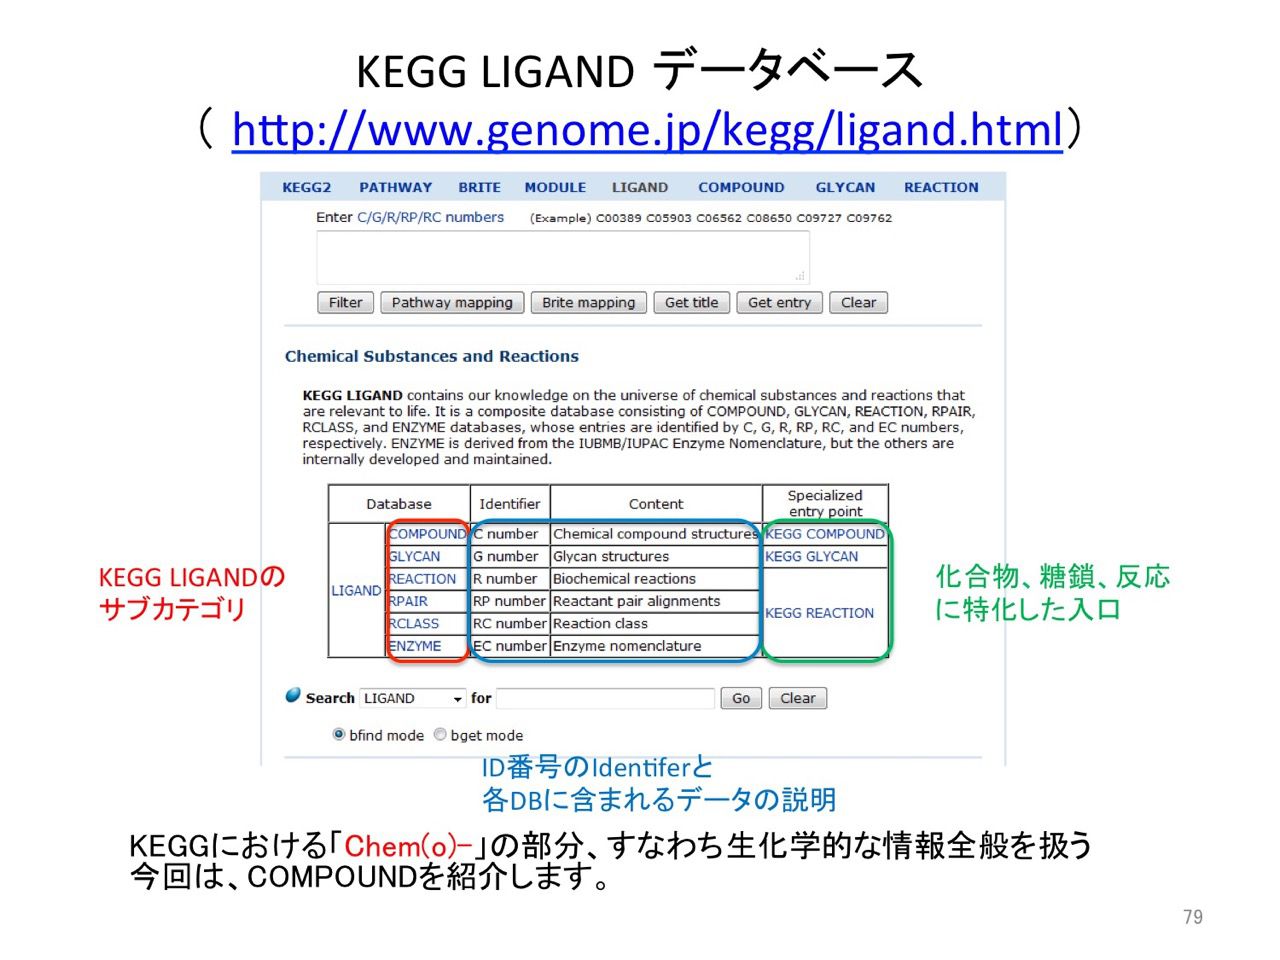 KEGG LIGAND データベース
( http://www.genome.jp/kegg/ligand.html)
KEGG2 PATHWAY BRITE MODULE LIGAND COMPOUND GLYCAN REACTION
Enter C/G/R/RP/RC numbers (Example) C00389 C05903 C06562 C08650 C09727 C09762
Filter Pathway mapping Brite mapping Get title Get entry Clear
Chemical Substances and Reactions
KEGG LIGAND contains our knowledge on the universe of chemical substances and reactions that
are relevant to life. It is a composite database consisting of COMPOUND, GLYCAN, REACTION, RPAIR,
RCLASS, and ENZYME databases, whose entries are identified by C, G, R, RP, RC, and EC numbers,
respectively. ENZYME is derived from the IUBMB/IUPAC Enzyme Nomenclature, but the others are
internally developed and maintained.
Database Identifier Content Specialized entry point
LIGAND
COMPOUND C number Chemical compound structures KEGG COMPOUND
GLYCAN G number Glycan structures KEGG GLYCAN
REACTION R number Biochemical reactions
RPAIR RP number Reactant pair alignments
KEGG REACTION
RCLASS RC number Reaction class
ENZYME EC number Enzyme nomenclature
KEGG LIGANDの
サブカテゴリ
化合物、糖鎖、反応
に特化した入口
Search LIGAND for Go Clear
bfind mode bget mode
ID番号のIdentiferと
各DBに含まれるデータの説明
KEGGにおける「Chem(o)-」の部分、すなわち生化学的な情報全般を扱う
今回は、COMPOUNDを紹介します。
79